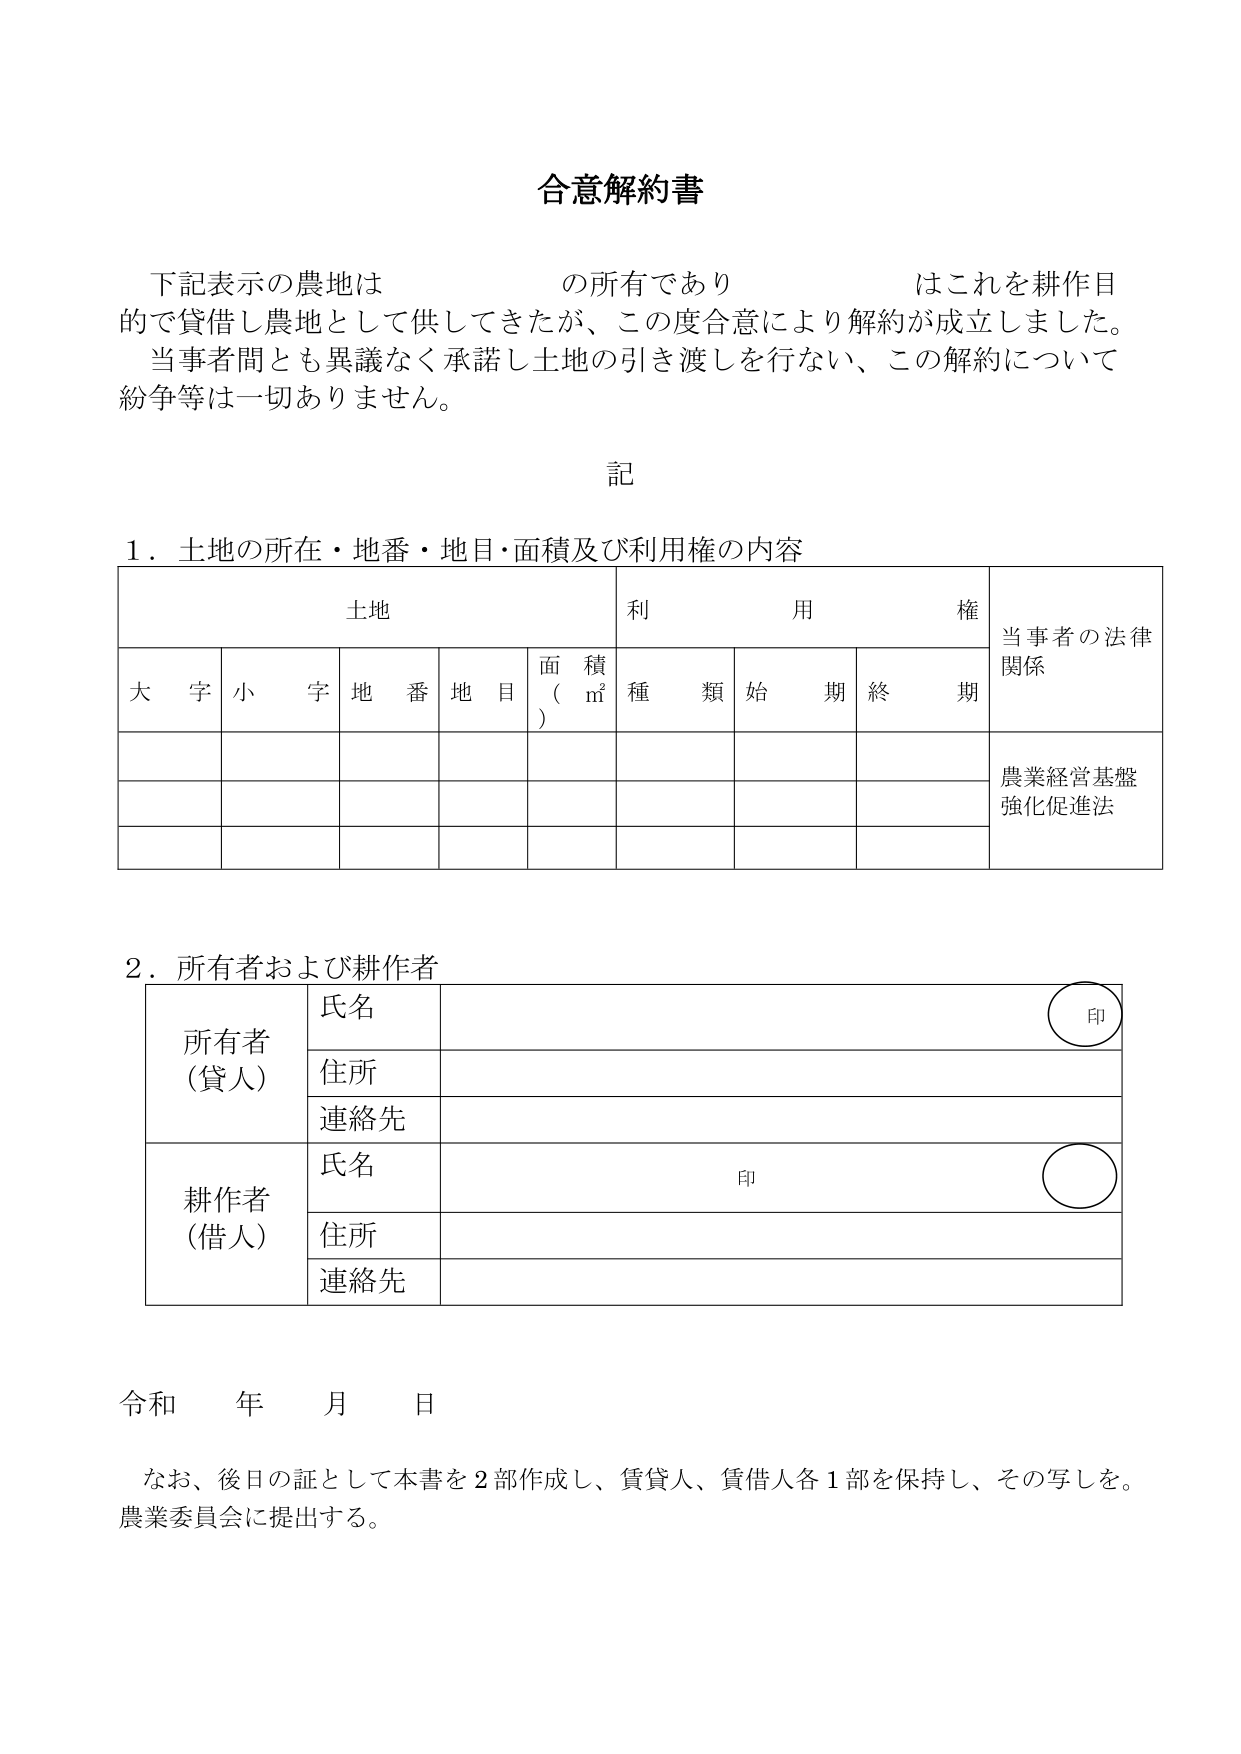 合意解約書
下記表示の農地は　　　　　　の所有であり　　　　　　はこれを耕作目
的で貸借し農地として供してきたが、この度合意により解約が成立しました。
当事者間とも異議なく承諾し土地の引き渡しを行ない、この解約について
紛争等は一切ありません。
記
１．土地の所在・地番・地目･面積及び利用権の内容
土地　利　用　権　当事者の法律
関係
大　字　小　字　地　番　地　目　面　積
（　㎡
）　種　類　始　期　終　期
農業経営基盤
強化促進法
２．所有者および耕作者
所有者
（貸人）
氏名　印
住所
連絡先
耕作者
（借人）
氏名　印
住所
連絡先
令和　　年　　月　　日
なお、後日の証として本書を 2 部作成し、賃貸人、賃借人各 1 部を保持し、その写しを。
農業委員会に提出する。